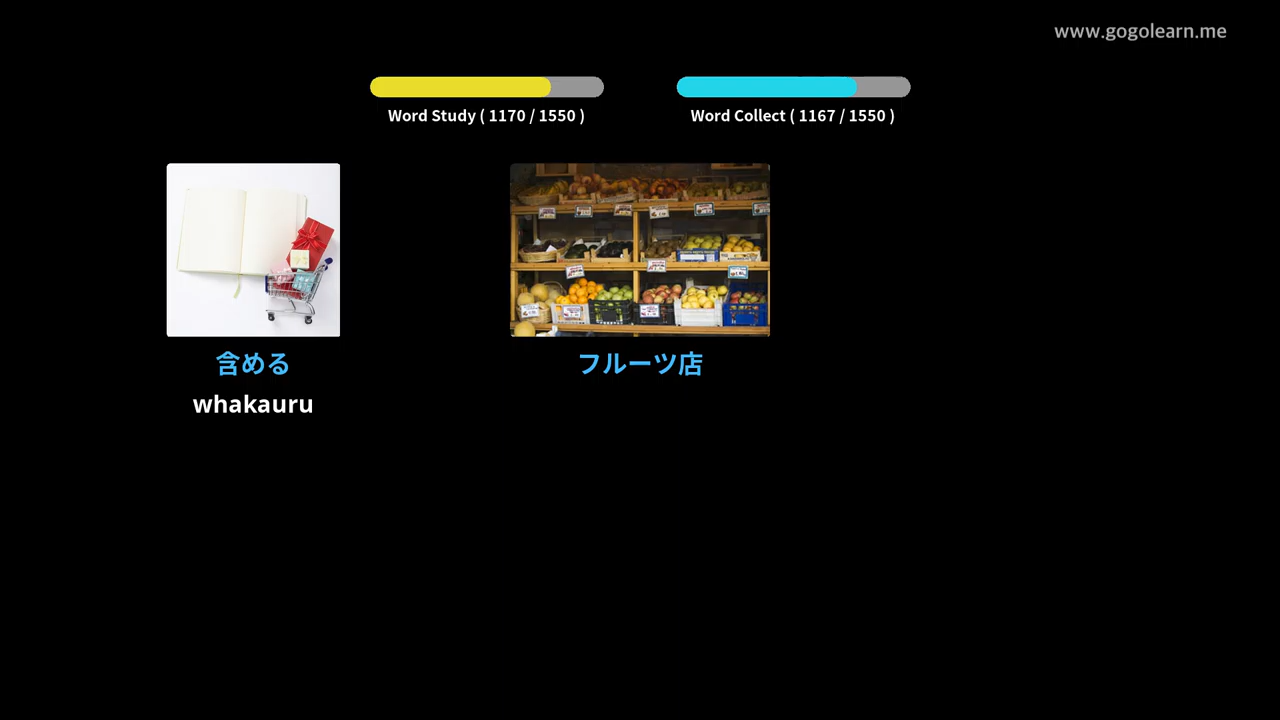 www.gogolearn.me
Word Study ( 1170 / 1550 )
Word Collect ( 1167 / 1550 )
含める
whakauru
フルーツ店